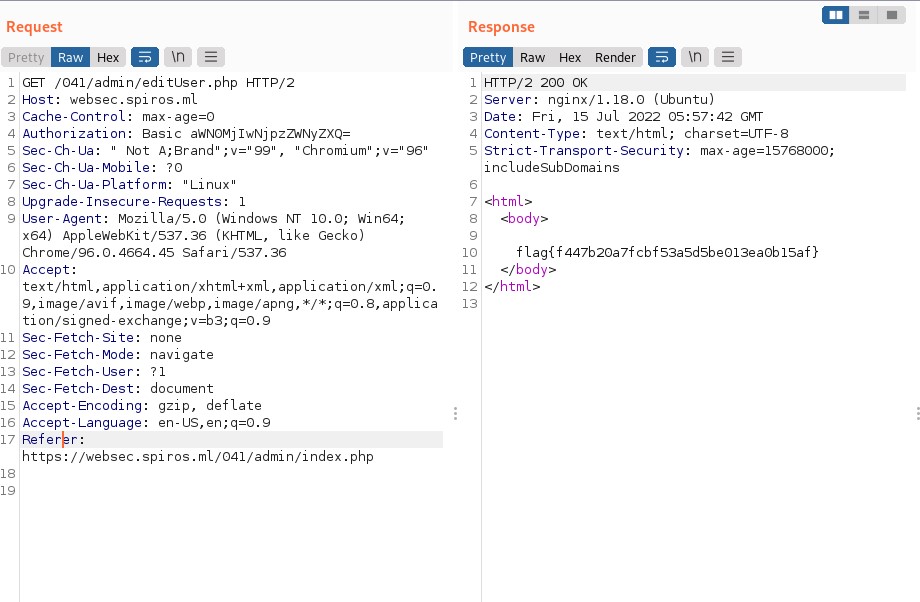 Request
Pretty Raw Hex \n
1 GET /041/admin/editUser.php HTTP/2
2 Host: websec.spiros.ml
3 Cache-Control: max-age=0
4 Authorization: Basic aWN0MjIwNjpzZWNyZXQ=
5 Sec-Ch-Ua: " Not A;Brand";v="99", "Chromium";v="96"
6 Sec-Ch-Ua-Mobile: ?0
7 Sec-Ch-Ua-Platform: "Linux"
8 Upgrade-Insecure-Requests: 1
9 User-Agent: Mozilla/5.0 (Windows NT 10.0; Win64;
x64) AppleWebKit/537.36 (KHTML, like Gecko)
Chrome/96.0.4664.45 Safari/537.36
10 Accept:
text/html,application/xhtml+xml,application/xml;q=0.
9,image/avif,image/webp,image/apng,*/*;q=0.8,applica
tion/signed-exchange;v=b3;q=0.9
11 Sec-Fetch-Site: none
12 Sec-Fetch-Mode: navigate
13 Sec-Fetch-User: ?1
14 Sec-Fetch-Dest: document
15 Accept-Encoding: gzip, deflate
16 Accept-Language: en-US,en;q=0.9
17 Referer:
https://websec.spiros.ml/041/admin/index.php
18
19
Response
Pretty Raw Hex Render \n
1 HTTP/2 200 OK
2 Server: nginx/1.18.0 (Ubuntu)
3 Date: Fri, 15 Jul 2022 05:57:42 GMT
4 Content-Type: text/html; charset=UTF-8
5 Strict-Transport-Security: max-age=15768000;
includeSubDomains
6
7 <html>
8 <body>
9
10 flag{f447b20a7fcbf53a5d5be013ea0b15af}
11 </body>
12 </html>
13